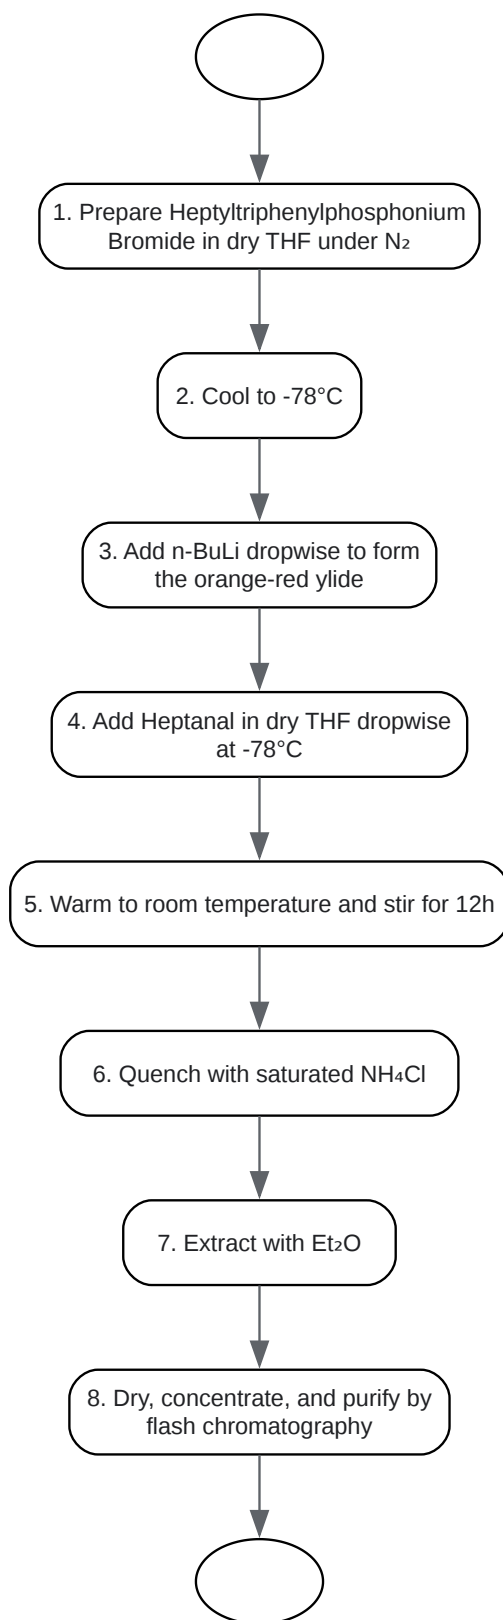 1. Prepare Heptyltriphenylphosphonium
Bromide in dry THF under N₂
2. Cool to -78°C
3. Add n-BuLi dropwise to form
the orange-red ylide
4. Add Heptanal in dry THF dropwise
at -78°C
5. Warm to room temperature and stir for 12h
6. Quench with saturated NH₄Cl
7. Extract with Et₂O
8. Dry, concentrate, and purify by
flash chromatography